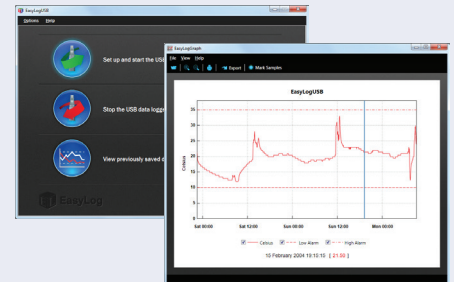 EasyLogUSB
Options Help
Set up and start the USB
Stop the USB data logge
View previously saved d
EasyLog
EasyLogGraph
File View Help
Export Mark Samples
EasyLogUSB
Celsius
35
30
25
20
15
10
5
0
Sat 00:00 Sat 12:00 Sun 00:00 Sun 12:00 Mon 00:00
Celsius Low Alarm High Alarm
15 February 2004 19:10:10 [ 21.50 ]